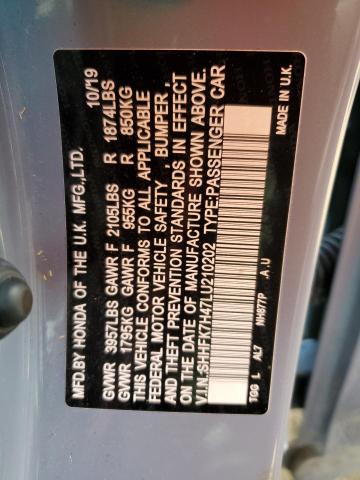 MFD.BY HONDA OF THE U.K. MFG.,LTD. 10/19
GVWR 3957LBS GAWR F 2105LBS R 1874LBS
GVWR 1795KG GAWR F 955KG R 850KG
THIS VEHICLE CONFORMS TO ALL APPLICABLE
FEDERAL MOTOR VEHICLE SAFETY , BUMPER ,
AND THEFT PREVENTION STANDARDS IN EFFECT
ON THE DATE OF MANUFACTURE SHOWN ABOVE.
V.I.N.:SHHFK7H47LU210202 TYPE:PASSENGER CAR
TGG L AL7 NH877P .A.U MADE IN U.K.